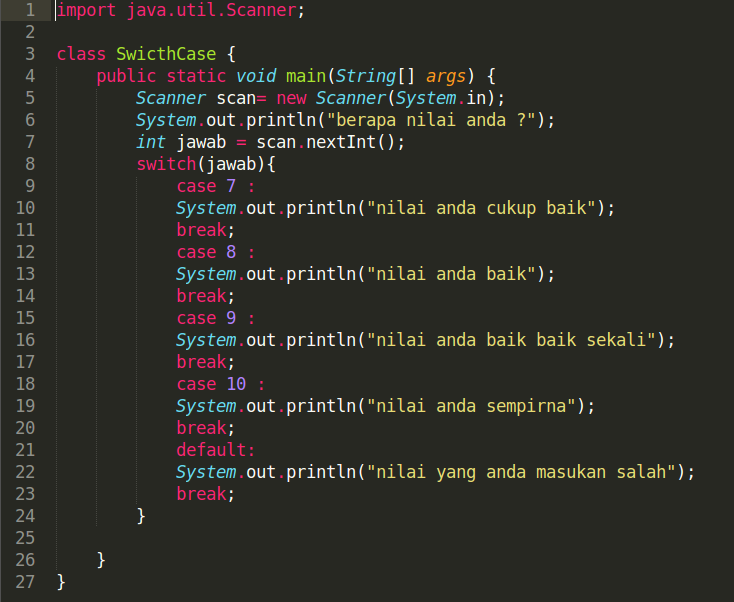 1 import java.util.Scanner;
2
3 class SwicthCase {
4     public static void main(String[] args) {
5         Scanner scan= new Scanner(System.in);
6         System.out.println("berapa nilai anda ?");
7         int jawab = scan.nextInt();
8         switch(jawab){
9             case 7 :
10             System.out.println("nilai anda cukup baik");
11             break;
12             case 8 :
13             System.out.println("nilai anda baik");
14             break;
15             case 9 :
16             System.out.println("nilai anda baik baik sekali");
17             break;
18             case 10 :
19             System.out.println("nilai anda sempirna");
20             break;
21             default:
22             System.out.println("nilai yang anda masukan salah");
23             break;
24         }
25
26     }
27 }